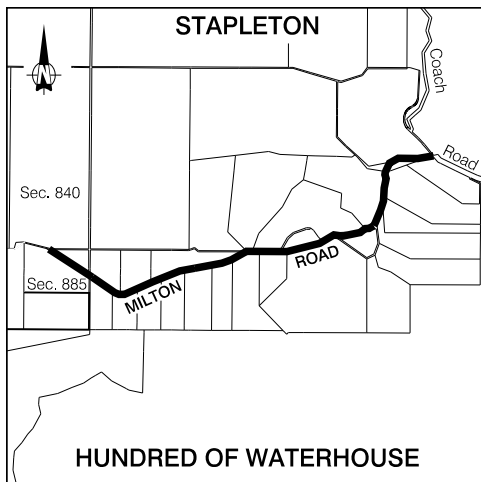 STAPLETON
N
Coach
Road
Sec. 840
Sec. 885
MILTON
ROAD
HUNDRED OF WATERHOUSE